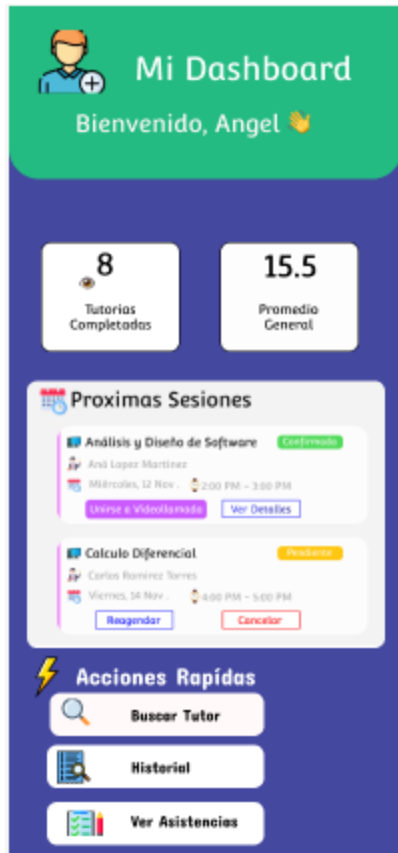 Mi Dashboard
Bienvenido, Angel 👋
8
Tutorias
Completadas
15.5
Promedio
General
Proximas Sesiones
Análisis y Diseño de Software
Confirmada
Aná Lopez Martinez
Miércoles, 12 Nov .
2:00 PM - 3:00 PM
Unirse a Videollamada
Ver Detalles
Calculo Diferencial
Pendiente
Carlos Ramirez Torres
Viernes, 14 Nov .
4:00 PM - 5:00 PM
Reagendar
Cancelar
Acciones Rapídas
Buscar Tutor
Historial
Ver Asistencias